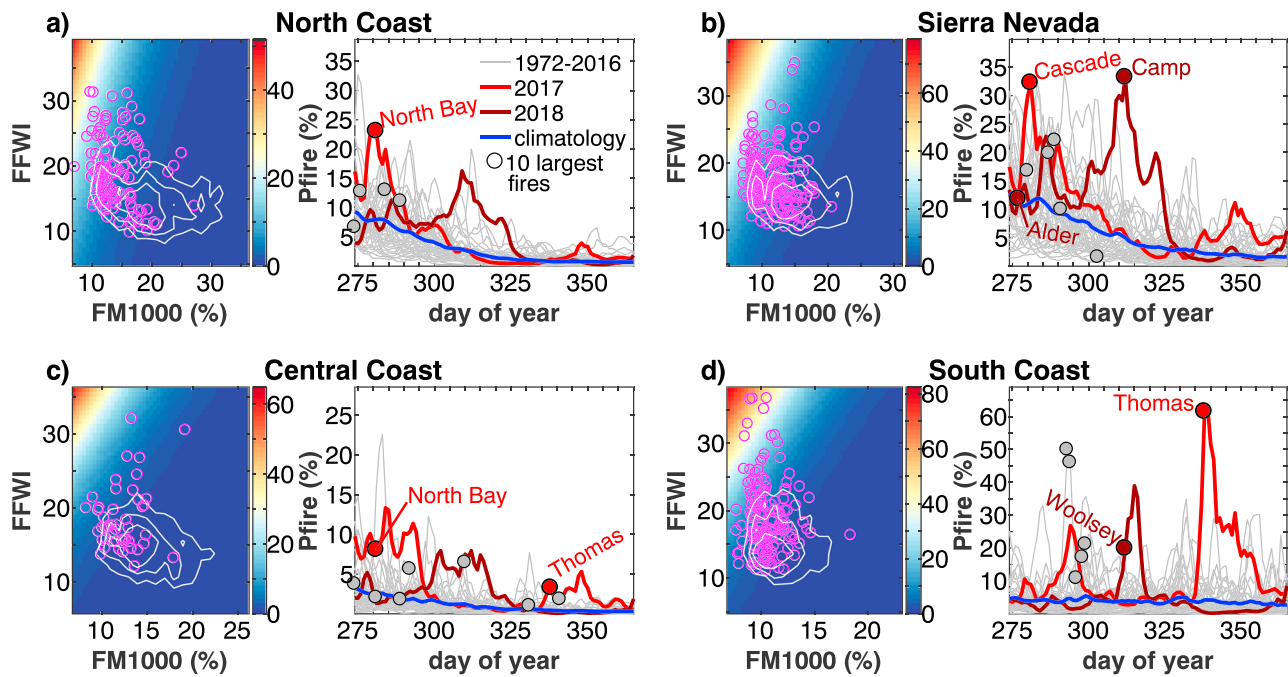 a)
North Coast
FFWI
30
20
10
10
20
30
FM1000 (%)
40
20
0
Pfire (%)
35
30
25
20
15
10
5
275
300
325
350
day of year
North Bay
1972-2016
2017
2018
climatology
10 largest
fires
b)
Sierra Nevada
FFWI
30
20
10
10
15
20
25
FM1000 (%)
60
40
20
0
Pfire (%)
35
30
25
20
15
10
5
275
300
325
350
day of year
Cascade
Camp
Alder
c)
Central Coast
FFWI
30
20
10
10
15
20
25
FM1000 (%)
60
40
20
0
Pfire (%)
25
20
15
10
5
275
300
325
350
day of year
North Bay
Thomas
d)
South Coast
FFWI
30
20
10
10
15
20
25
FM1000 (%)
80
60
40
20
0
Pfire (%)
60
50
40
30
20
10
275
300
325
350
day of year
Thomas
Woolsey